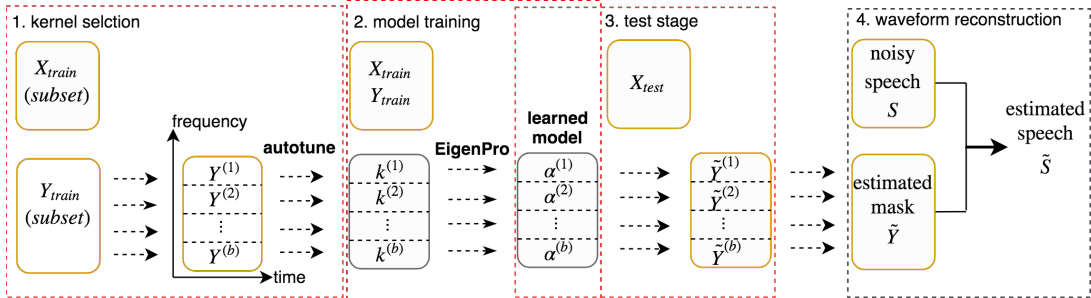 1. kernel selction
X_train
(subset)
Y_train
(subset)
frequency
time
Y^(1)
Y^(2)
⋮
Y^(b)
autotune
2. model training
X_train
Y_train
k^(1)
k^(2)
⋮
k^(b)
EigenPro
learned
model
α^(1)
α^(2)
⋮
α^(b)
3. test stage
X_test
Ỹ^(1)
Ỹ^(2)
⋮
Ỹ^(b)
4. waveform reconstruction
noisy
speech
S
estimated
mask
Ỹ
estimated
speech
S̃